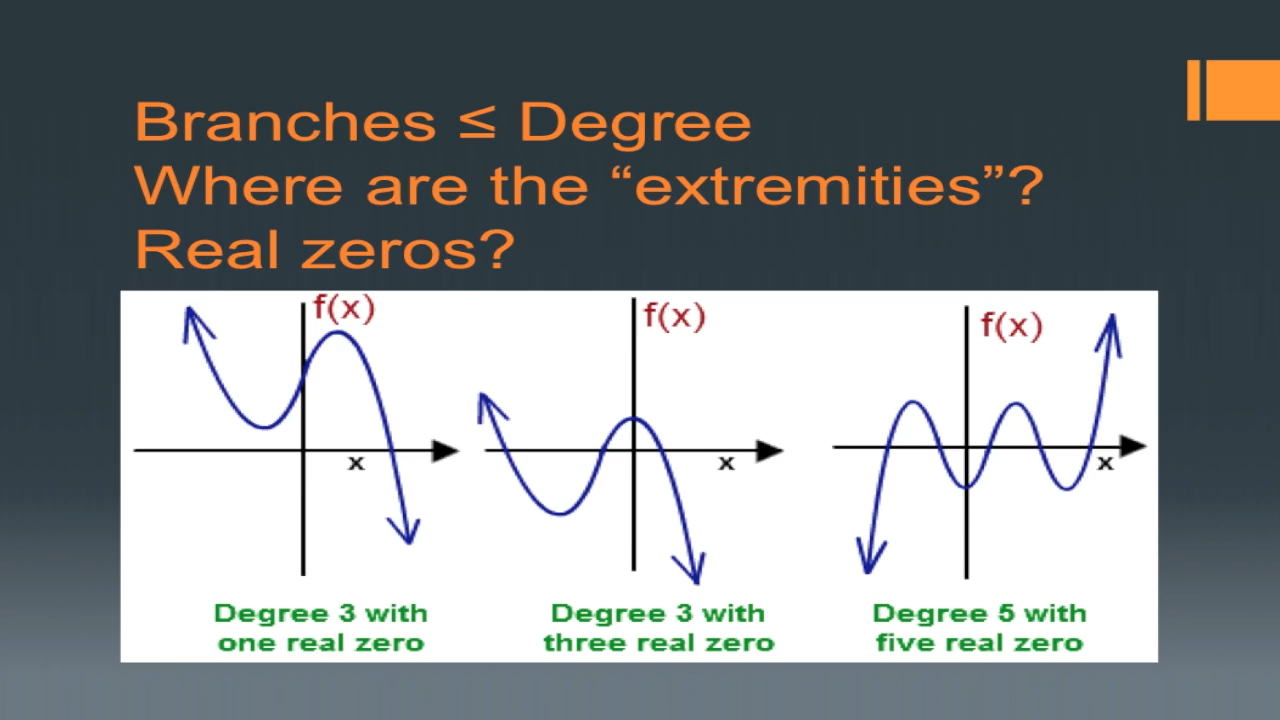 Branches ≤ Degree
Where are the “extremities”?
Real zeros?
f(x)
x
f(x)
x
f(x)
x
Degree 3 with
one real zero
Degree 3 with
three real zero
Degree 5 with
five real zero